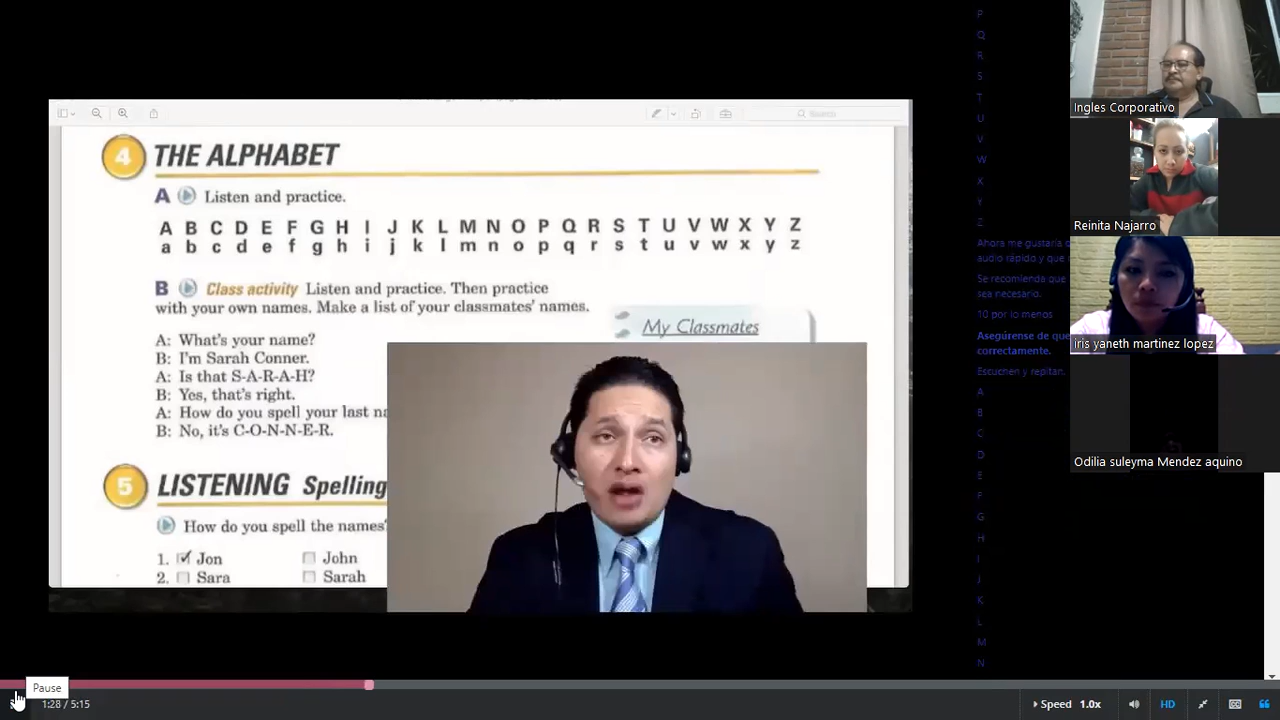 4 THE ALPHABET
A Listen and practice.
A B C D E F G H I J K L M N O P Q R S T U V W X Y Z
a b c d e f g h i j k l m n o p q r s t u v w x y z
B Class activity Listen and practice. Then practice
with your own names. Make a list of your classmates' names.
My Classmates
A: What's your name?
B: I'm Sarah Conner.
A: Is that S-A-R-A-H?
B: Yes, that's right.
A: How do you spell your last na
B: No, it's C-O-N-N-E-R.
5 LISTENING Spelling
How do you spell the names?
1. Jon John
2. Sara Sarah
Search
P
Q
R
S
T
U
V
W
X
Y
Z
Ahora me gustaría
audio rápido y que
Se recomienda que
sea necesario.
10 por lo menos
Asegúrense de que
correctamente.
Escuchen y repitan.
A
B
C
D
E
F
G
H
I
J
K
L
M
N
Ingles Corporativo
Reinita Najarro
iris yaneth martinez lopez
Odilia suleyma Mendez aquino
Pause
1:28 / 5:15
Speed 1.0x
HD